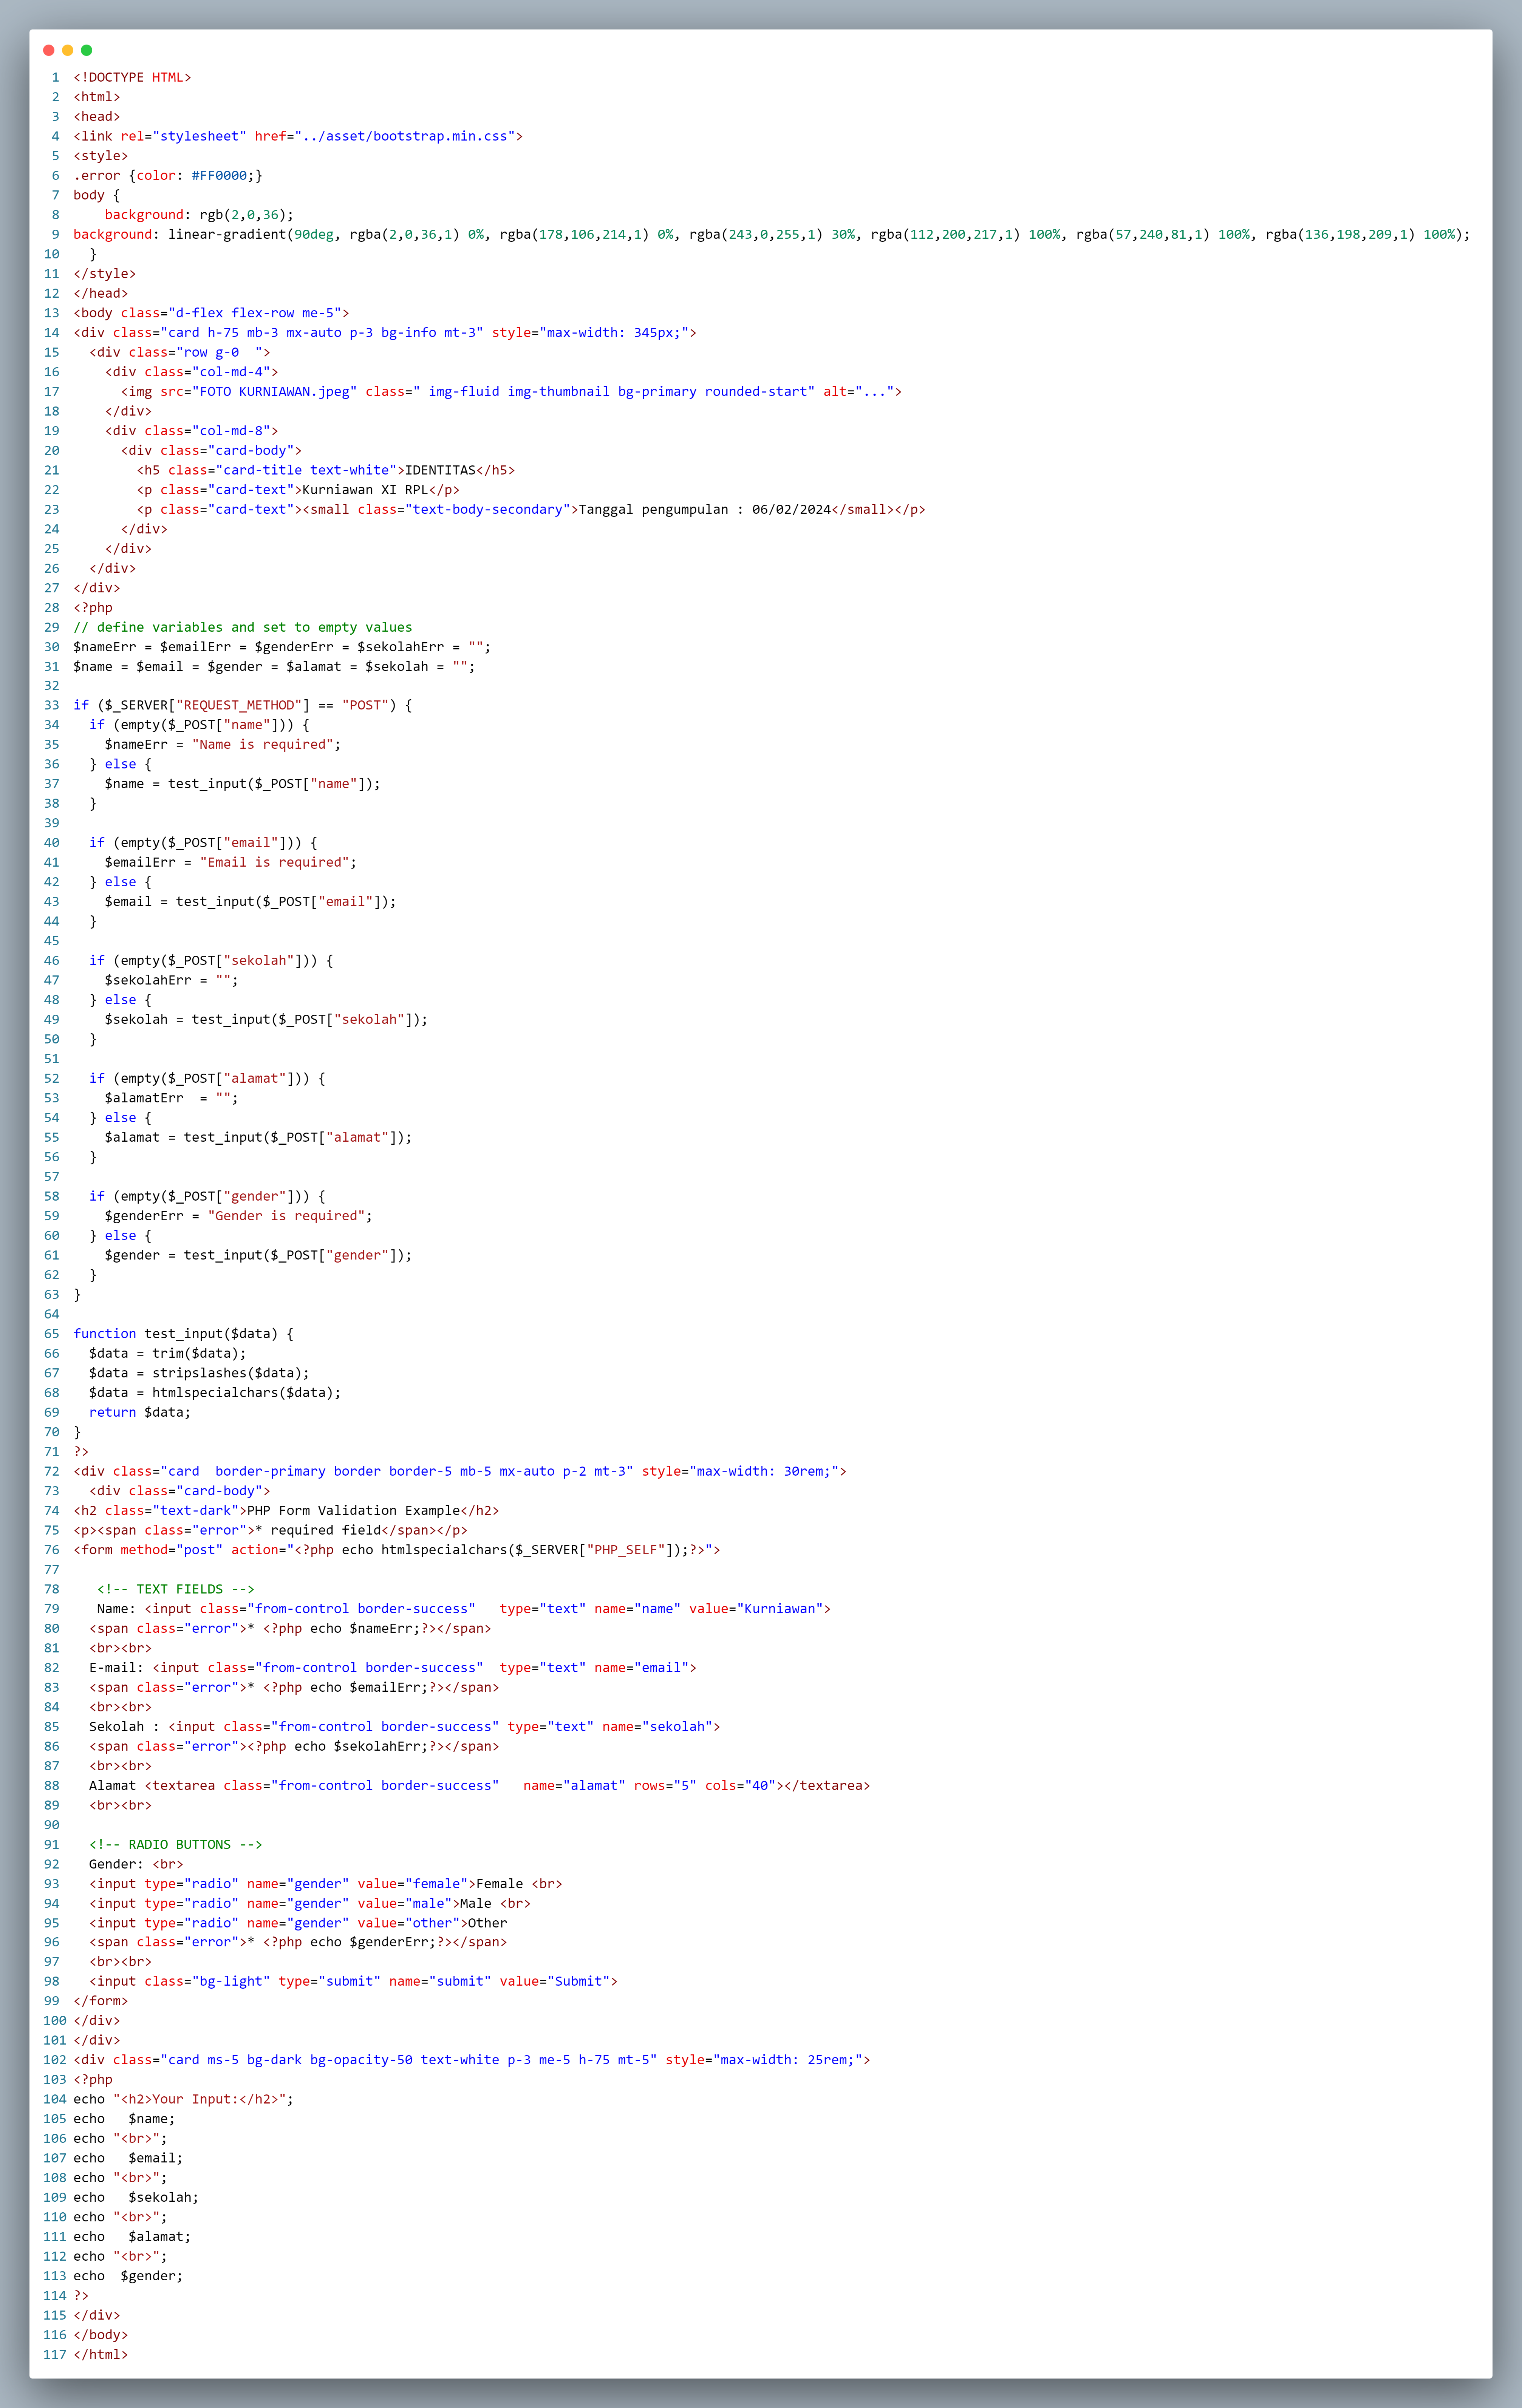 1 <!DOCTYPE HTML>
2 <html>
3 <head>
4 <link rel="stylesheet" href="../asset/bootstrap.min.css">
5 <style>
6 .error {color: #FF0000;}
7 body {
8     background: rgb(2,0,36);
9 background: linear-gradient(90deg, rgba(2,0,36,1) 0%, rgba(178,106,214,1) 0%, rgba(243,0,255,1) 30%, rgba(112,200,217,1) 100%, rgba(57,240,81,1) 100%, rgba(136,198,209,1) 100%);
10   }
11 </style>
12 </head>
13 <body class="d-flex flex-row me-5">
14 <div class="card h-75 mb-3 mx-auto p-3 bg-info mt-3" style="max-width: 345px;">
15   <div class="row g-0  ">
16     <div class="col-md-4">
17       <img src="FOTO KURNIAWAN.jpeg" class=" img-fluid img-thumbnail bg-primary rounded-start" alt="...">
18     </div>
19     <div class="col-md-8">
20       <div class="card-body">
21         <h5 class="card-title text-white">IDENTITAS</h5>
22         <p class="card-text">Kurniawan XI RPL</p>
23         <p class="card-text"><small class="text-body-secondary">Tanggal pengumpulan : 06/02/2024</small></p>
24       </div>
25     </div>
26   </div>
27 </div>
28 <?php
29 // define variables and set to empty values
30 $nameErr = $emailErr = $genderErr = $sekolahErr = "";
31 $name = $email = $gender = $alamat = $sekolah = "";
32
33 if ($_SERVER["REQUEST_METHOD"] == "POST") {
34   if (empty($_POST["name"])) {
35     $nameErr = "Name is required";
36   } else {
37     $name = test_input($_POST["name"]);
38   }
39
40   if (empty($_POST["email"])) {
41     $emailErr = "Email is required";
42   } else {
43     $email = test_input($_POST["email"]);
44   }
45
46   if (empty($_POST["sekolah"])) {
47     $sekolahErr = "";
48   } else {
49     $sekolah = test_input($_POST["sekolah"]);
50   }
51
52   if (empty($_POST["alamat"])) {
53     $alamatErr  = "";
54   } else {
55     $alamat = test_input($_POST["alamat"]);
56   }
57
58   if (empty($_POST["gender"])) {
59     $genderErr = "Gender is required";
60   } else {
61     $gender = test_input($_POST["gender"]);
62   }
63 }
64
65 function test_input($data) {
66   $data = trim($data);
67   $data = stripslashes($data);
68   $data = htmlspecialchars($data);
69   return $data;
70 }
71 ?>
72 <div class="card  border-primary border border-5 mb-5 mx-auto p-2 mt-3" style="max-width: 30rem;">
73   <div class="card-body">
74 <h2 class="text-dark">PHP Form Validation Example</h2>
75 <p><span class="error">* required field</span></p>
76 <form method="post" action="<?php echo htmlspecialchars($_SERVER["PHP_SELF"]);?>">
77
78    <!-- TEXT FIELDS -->
79    Name: <input class="from-control border-success"   type="text" name="name" value="Kurniawan">
80   <span class="error">* <?php echo $nameErr;?></span>
81   <br><br>
82   E-mail: <input class="from-control border-success"  type="text" name="email">
83   <span class="error">* <?php echo $emailErr;?></span>
84   <br><br>
85   Sekolah : <input class="from-control border-success" type="text" name="sekolah">
86   <span class="error"><?php echo $sekolahErr;?></span>
87   <br><br>
88   Alamat <textarea class="from-control border-success"   name="alamat" rows="5" cols="40"></textarea>
89   <br><br>
90
91   <!-- RADIO BUTTONS -->
92   Gender: <br>
93   <input type="radio" name="gender" value="female">Female <br>
94   <input type="radio" name="gender" value="male">Male <br>
95   <input type="radio" name="gender" value="other">Other
96   <span class="error">* <?php echo $genderErr;?></span>
97   <br><br>
98   <input class="bg-light" type="submit" name="submit" value="Submit">
99 </form>
100 </div>
101 </div>
102 <div class="card ms-5 bg-dark bg-opacity-50 text-white p-3 me-5 h-75 mt-5" style="max-width: 25rem;">
103 <?php
104 echo "<h2>Your Input:</h2>";
105 echo   $name;
106 echo "<br>";
107 echo   $email;
108 echo "<br>";
109 echo   $sekolah;
110 echo "<br>";
111 echo   $alamat;
112 echo "<br>";
113 echo  $gender;
114 ?>
115 </div>
116 </body>
117 </html>